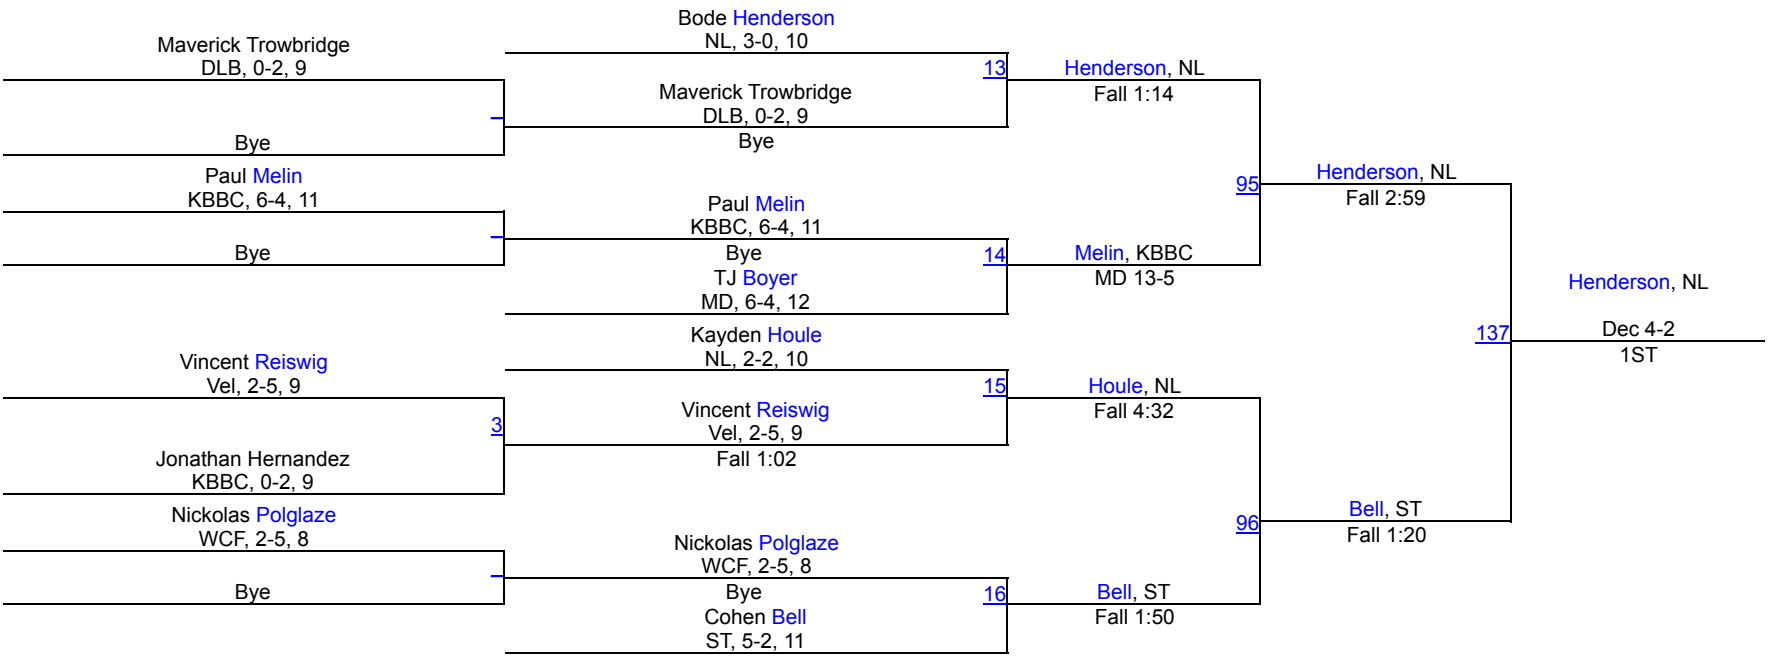 Maverick Trowbridge
DLB, 0-2, 9
Bye
Paul Melin
KBBC, 6-4, 11
Bye
Vincent Reiswig
Vel, 2-5, 9
3
Jonathan Hernandez
KBBC, 0-2, 9
Nickolas Polglaze
WCF, 2-5, 8
Bye
Bode Henderson
NL, 3-0, 10
13
Maverick Trowbridge
DLB, 0-2, 9
Bye
Paul Melin
KBBC, 6-4, 11
Bye
14
TJ Boyer
MD, 6-4, 12
Kayden Houle
NL, 2-2, 10
15
Vincent Reiswig
Vel, 2-5, 9
Fall 1:02
Nickolas Polglaze
WCF, 2-5, 8
Bye
16
Cohen Bell
ST, 5-2, 11
Henderson, NL
Fall 1:14
95
Melin, KBBC
MD 13-5
Houle, NL
Fall 4:32
96
Bell, ST
Fall 1:50
Henderson, NL
Fall 2:59
137
Bell, ST
Fall 1:20
Henderson, NL
Dec 4-2
1ST